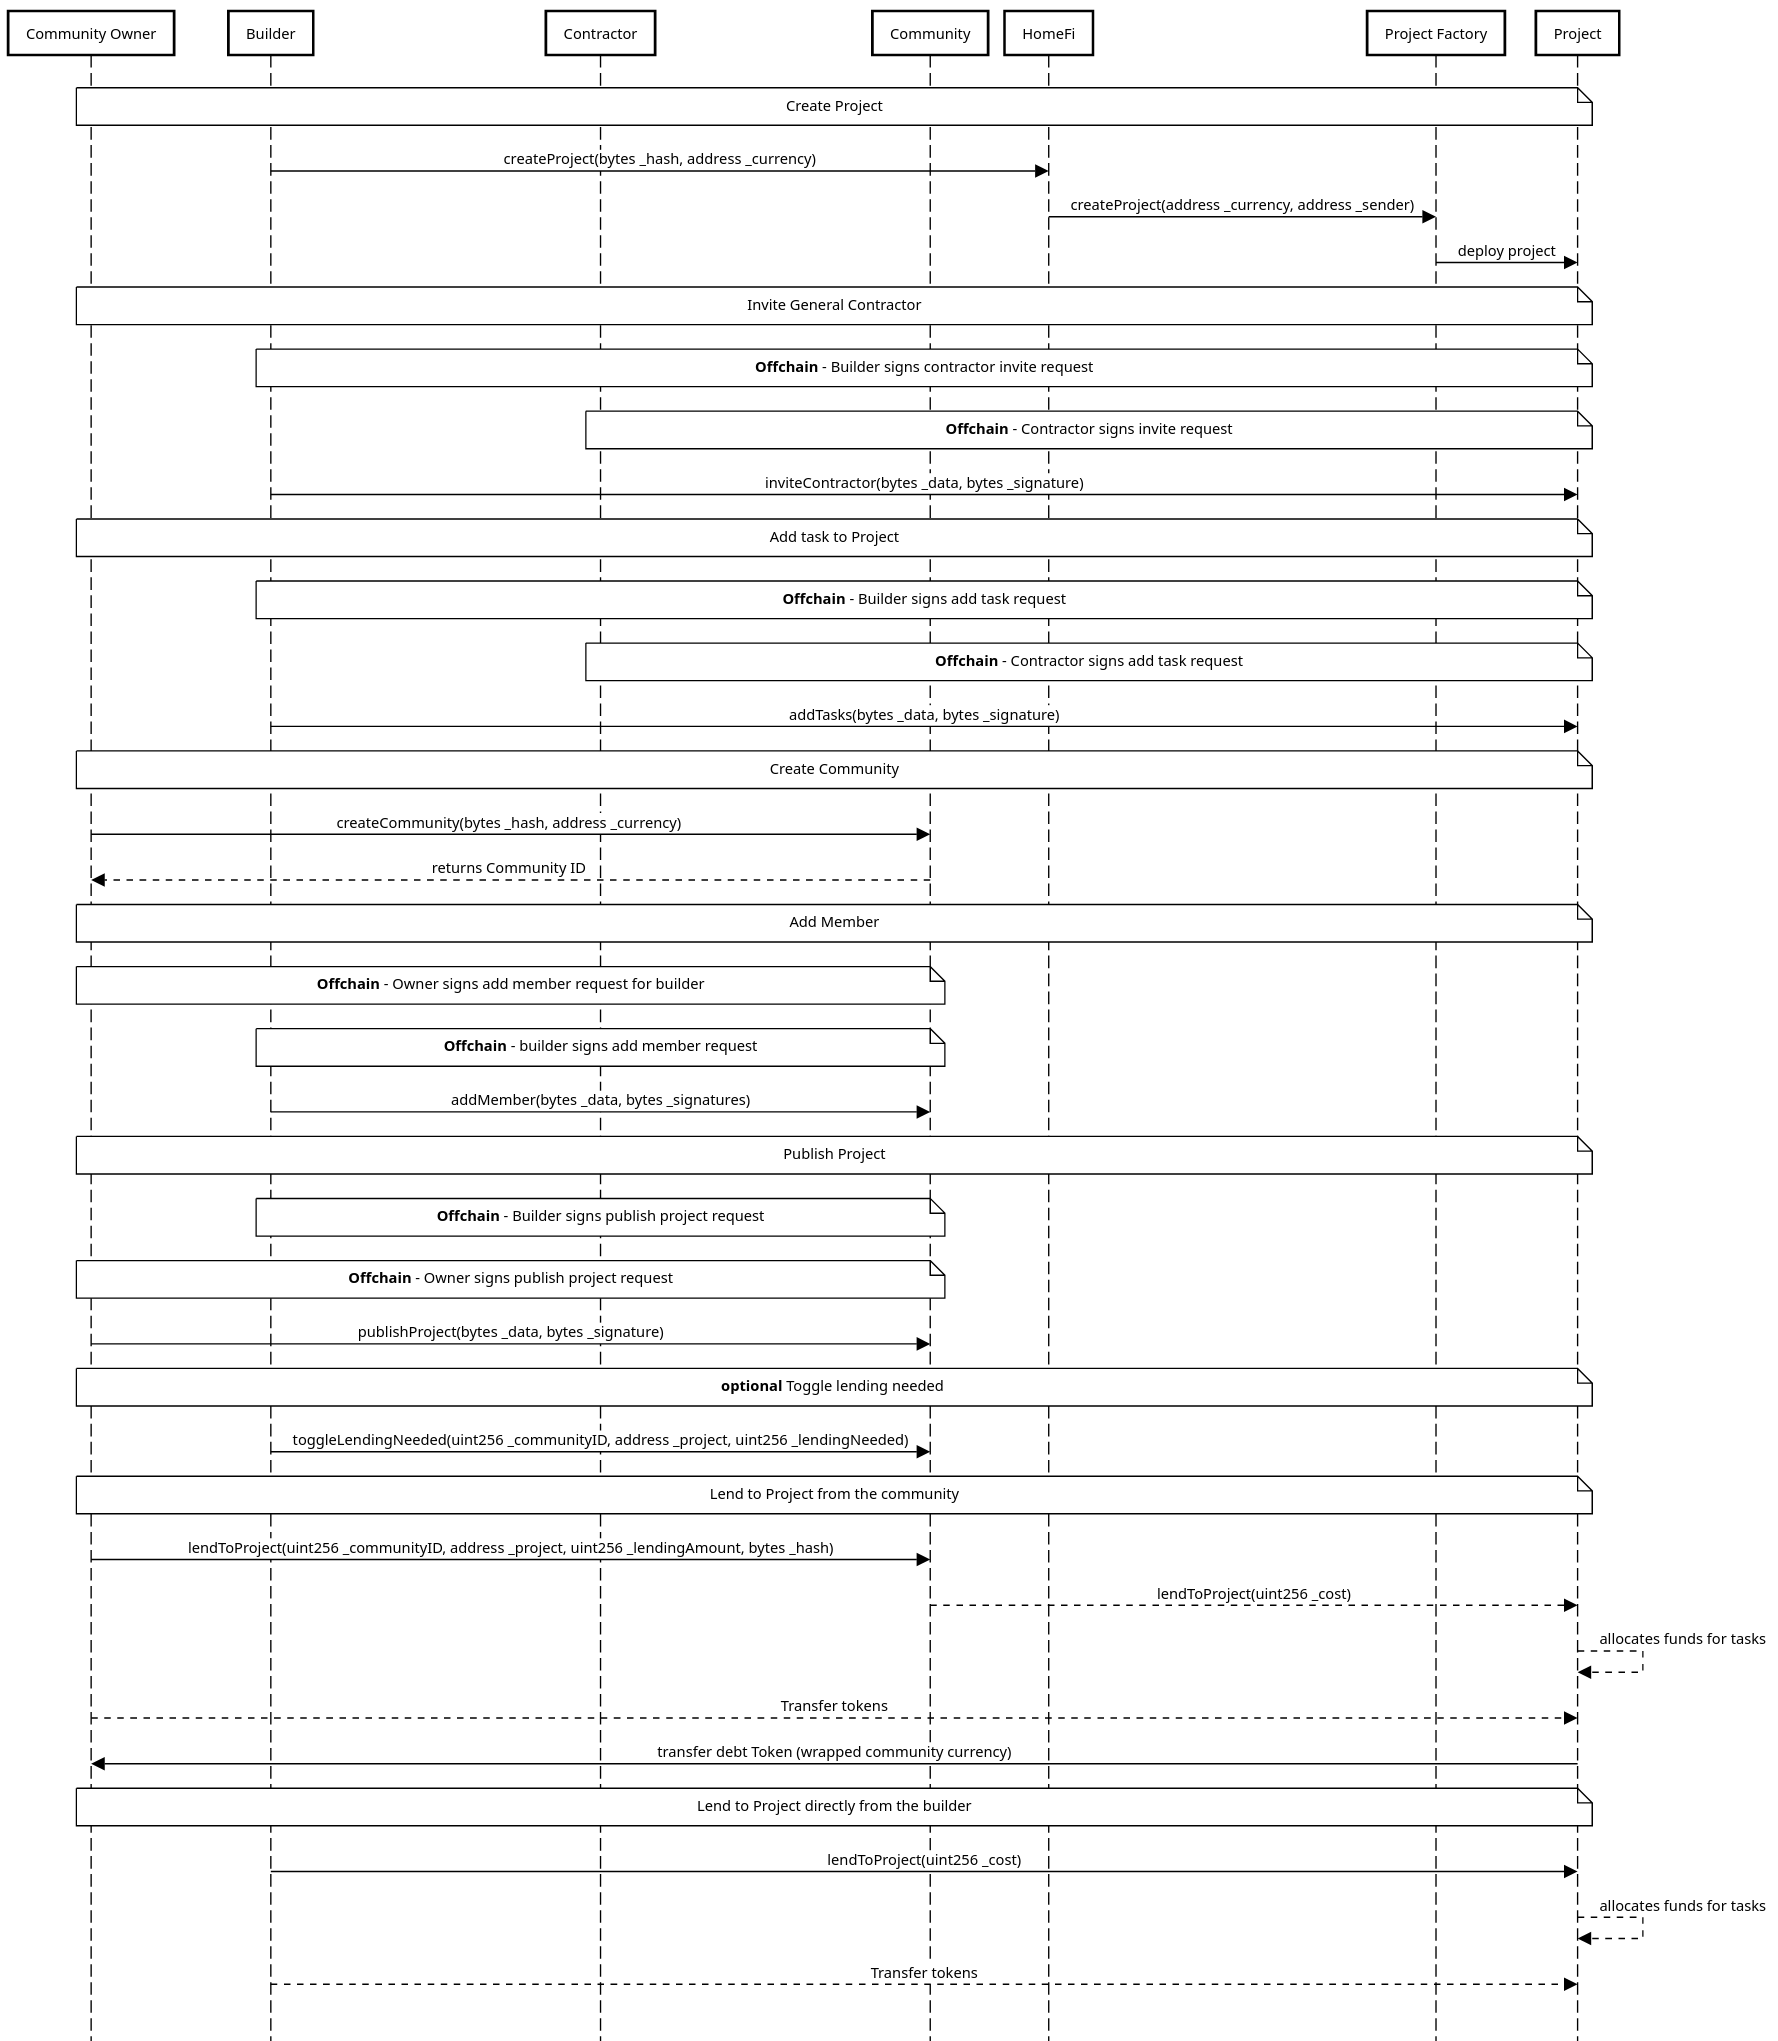 Community Owner
Builder
Contractor
Community
HomeFi
Project Factory
Project
Create Project
createProject(bytes _hash, address _currency)
createProject(address _currency, address _sender)
deploy project
Invite General Contractor
Offchain - Builder signs contractor invite request
Offchain - Contractor signs invite request
inviteContractor(bytes _data, bytes _signature)
Add task to Project
Offchain - Builder signs add task request
Offchain - Contractor signs add task request
addTasks(bytes _data, bytes _signature)
Create Community
createCommunity(bytes _hash, address _currency)
returns Community ID
Add Member
Offchain - Owner signs add member request for builder
Offchain - builder signs add member request
addMember(bytes _data, bytes _signatures)
Publish Project
Offchain - Builder signs publish project request
Offchain - Owner signs publish project request
publishProject(bytes _data, bytes _signature)
optional Toggle lending needed
toggleLendingNeeded(uint256 _communityID, address _project, uint256 _lendingNeeded)
Lend to Project from the community
lendToProject(uint256 _communityID, address _project, uint256 _lendingAmount, bytes _hash)
lendToProject(uint256 _cost)
allocates funds for tasks
Transfer tokens
transfer debt Token (wrapped community currency)
Lend to Project directly from the builder
lendToProject(uint256 _cost)
allocates funds for tasks
Transfer tokens